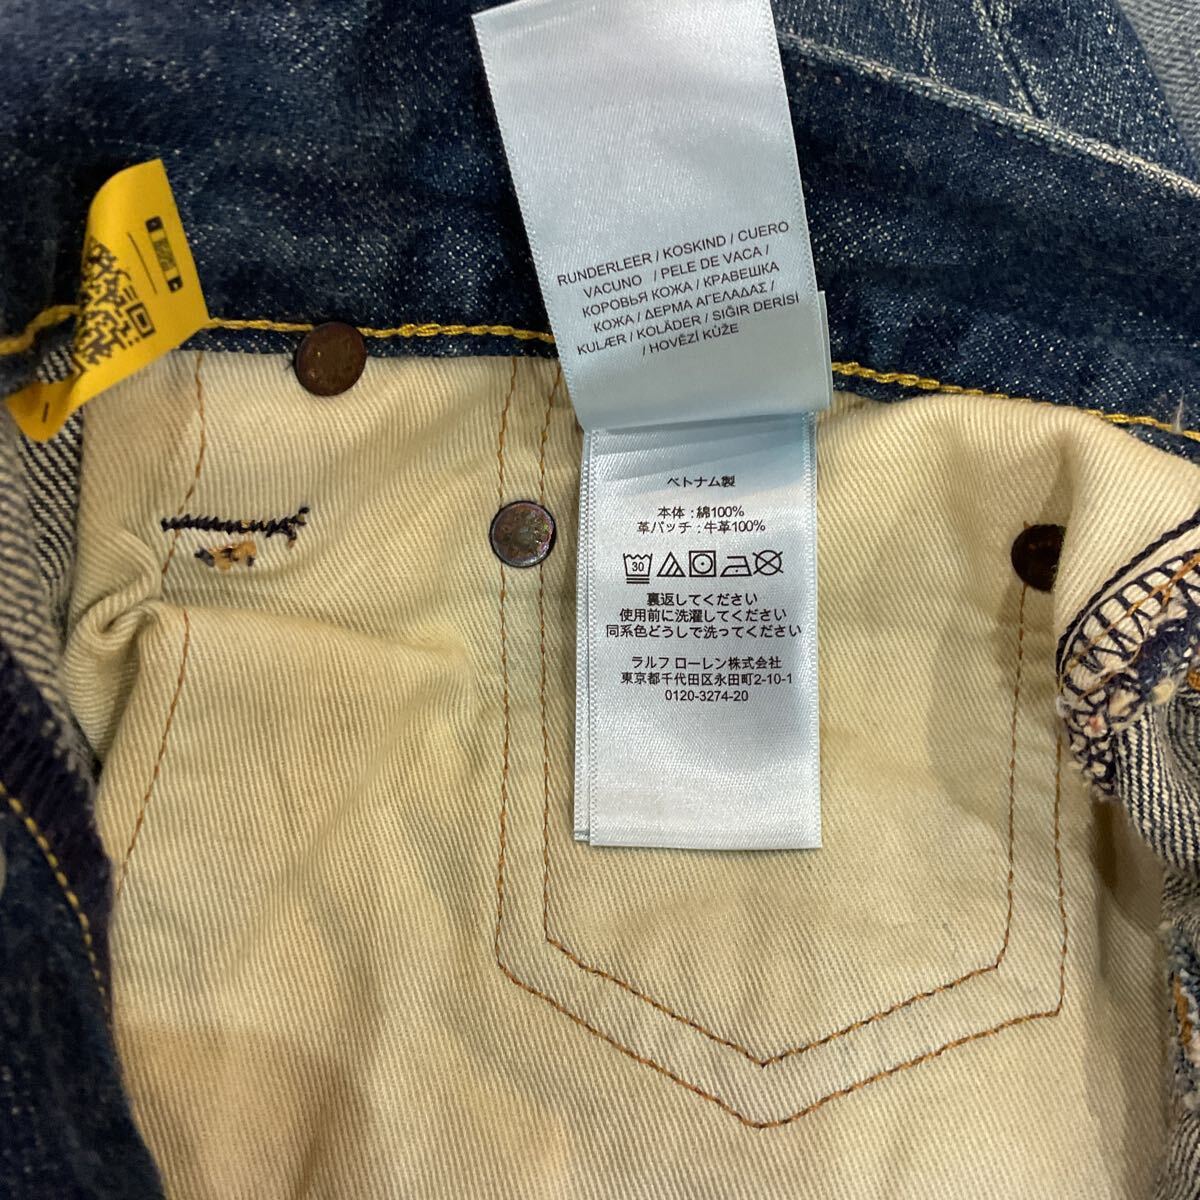 RUNDERLEER / KOSKIND / CUERO
VACUNO / PELE DE VACA /
КОРОВЬЯ КОЖА / КРАВЕШКА
КОЖА / ΔΕΡΜΑ ΑΓΕΛΑΔΑΣ /
KULÆR / KOLÄDER / SIĞIR DERİSİ
/ HOVĚZÍ KŮŽE
ベトナム製
本体 : 綿100%
革パッチ : 牛革100%
30
裏返してください
使用前に洗濯してください
同系色どうしで洗ってください
ラルフ ローレン株式会社
東京都千代田区永田町2-10-1
0120-3274-20